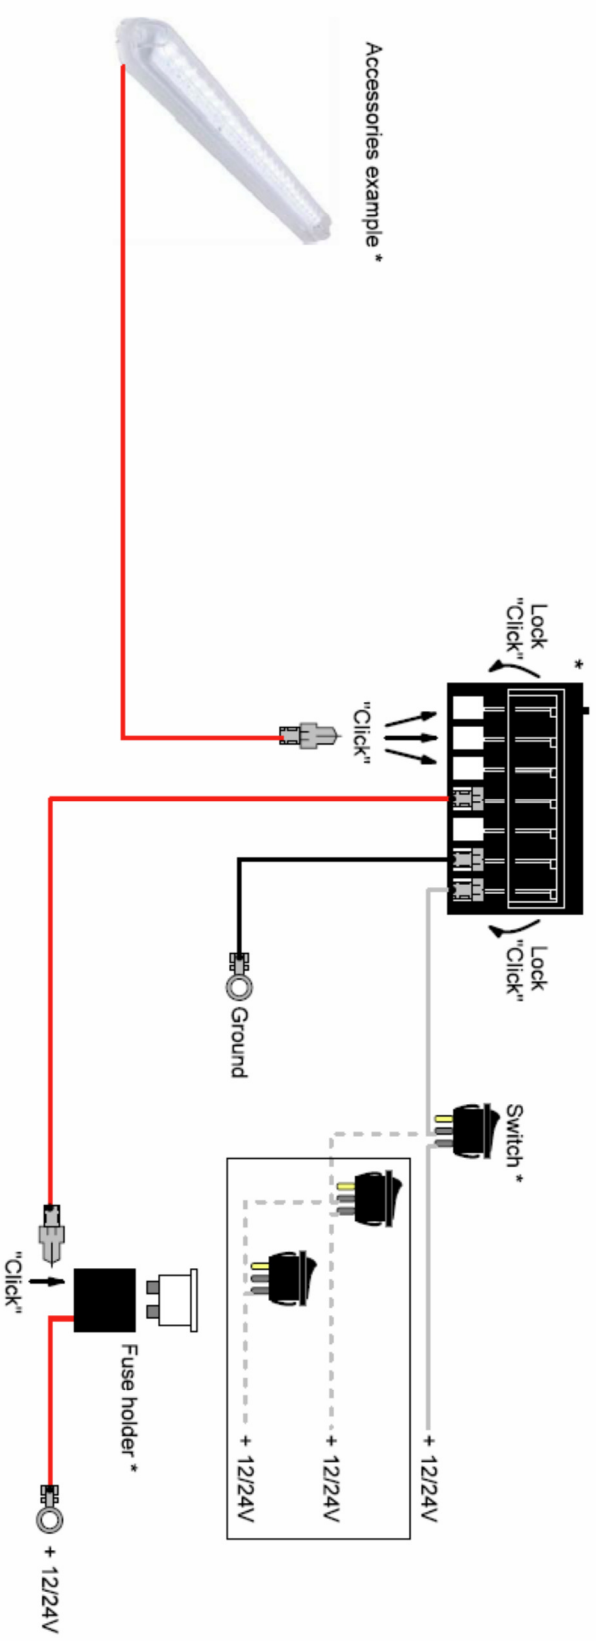 Accessories example *
*
Lock
"Click"
"Click"
Lock
"Click"
Ground
Switch *
+ 12/24V
+ 12/24V
+ 12/24V
"Click"
Fuse holder *
+ 12/24V